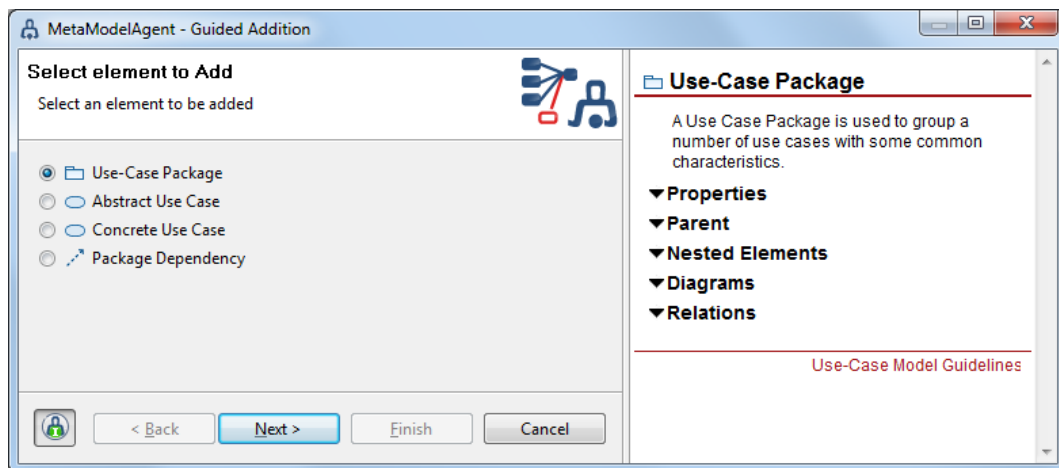 MetaModelAgent - Guided Addition
X
Select element to Add
Select an element to be added
Use-Case Package
Abstract Use Case
Concrete Use Case
Package Dependency
< Back
Next >
Finish
Cancel
Use-Case Package
A Use Case Package is used to group a
number of use cases with some common
characteristics.
Properties
Parent
Nested Elements
Diagrams
Relations
Use-Case Model Guidelines